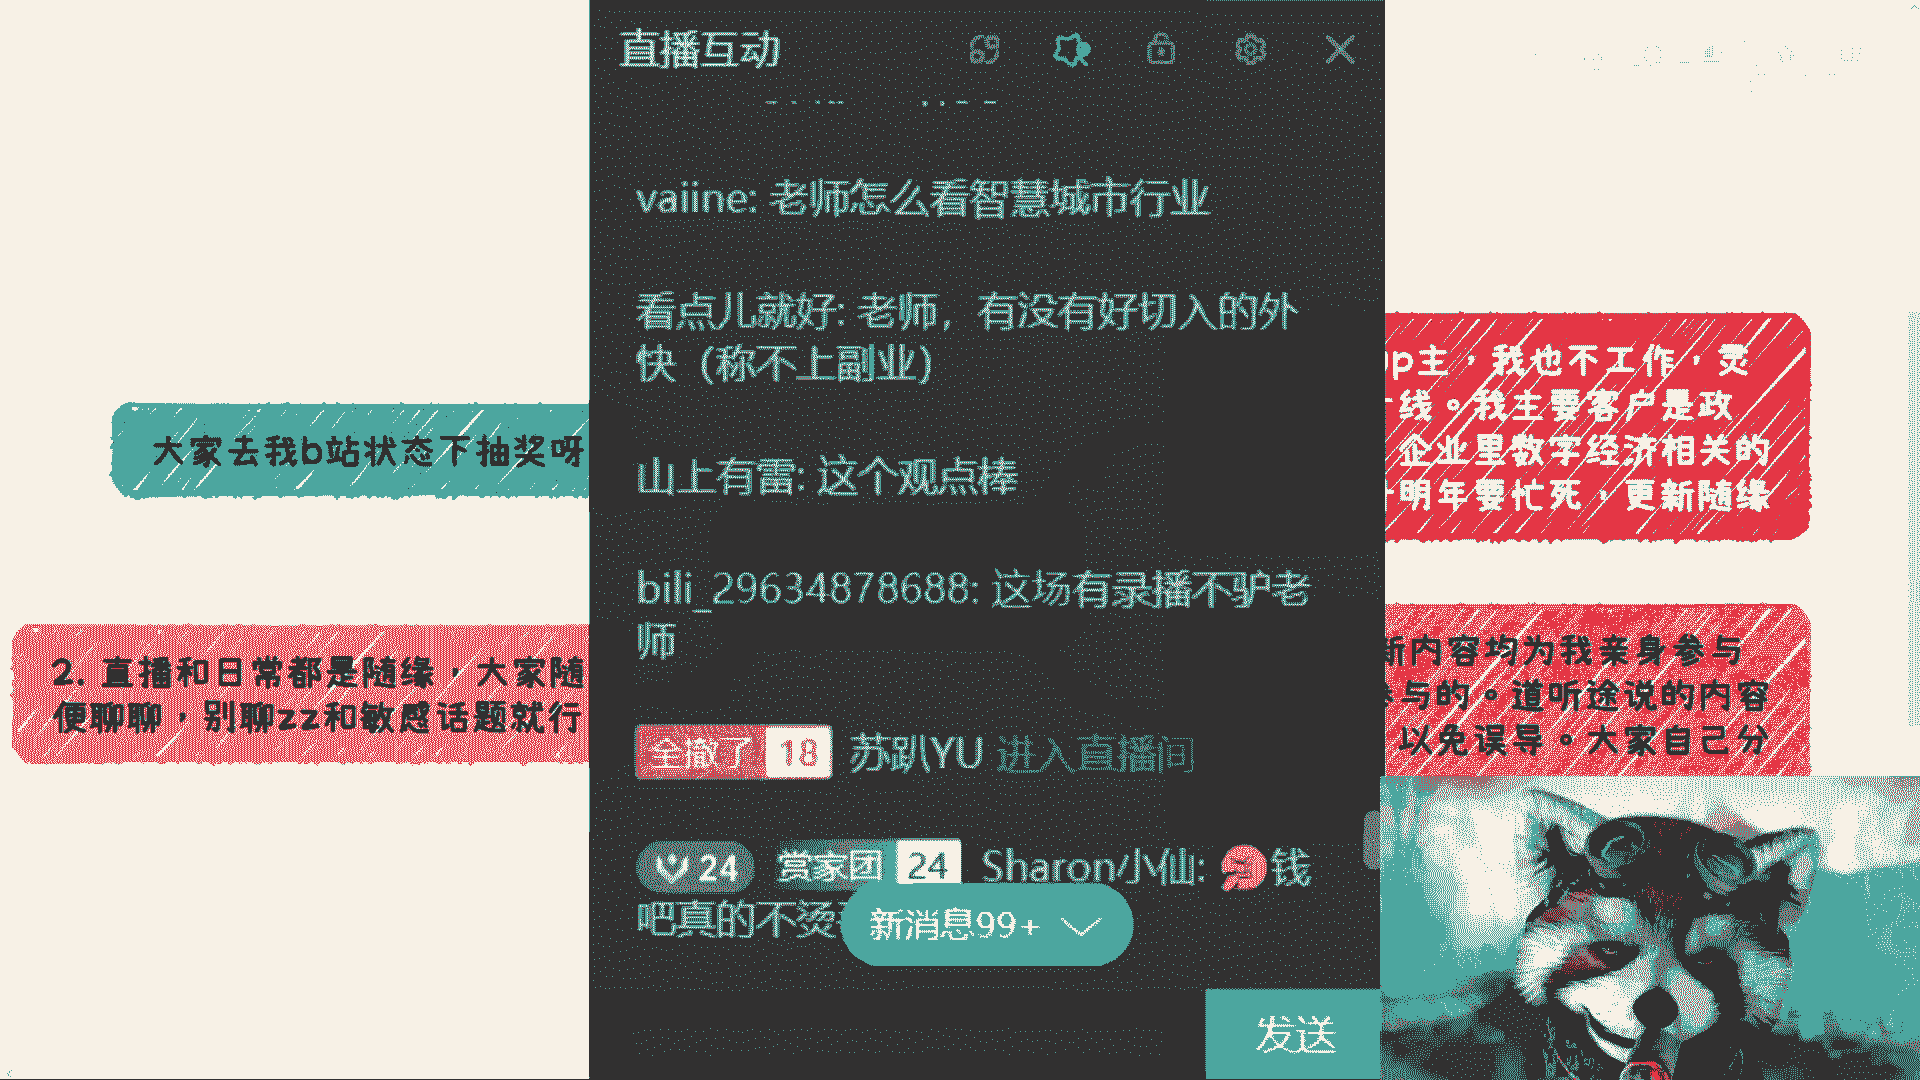 直播互动
vaiine: 老师怎么看智慧城市行业
看点儿就好: 老师，有没有好切入的外
快（称不上副业）
山上有雷: 这个观点棒
bili_29634878688: 这场有录播不驴老
师
全撤了 18 苏趴YU 进入直播间
24 赏家团 24 Sharon小仙: 钱
吧真的不烫
新消息99+
发送
大家去我b站状态下抽奖呀
2. 直播和日常都是随缘，大家随
便聊聊，别聊zz和敏感话题就行
p主，我也不工作，灵
线。我主要客户是政
企业里数字经济相关的
明年要忙死，更新随缘
新内容均为我亲身参与
参与的。道听途说的内容
以免误导。大家自己分